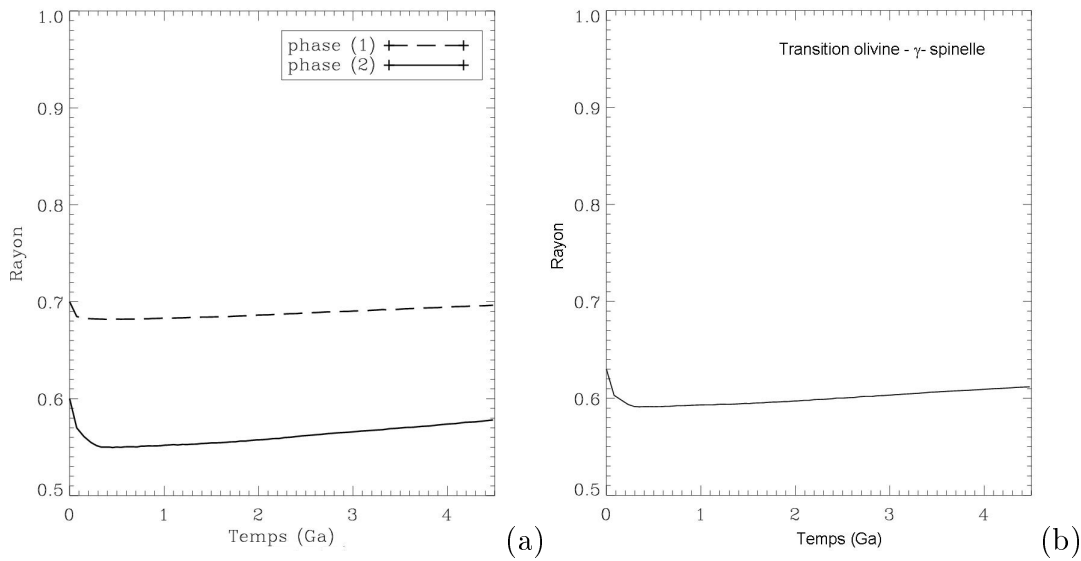 phase (1)
phase (2)
1.0
0.9
0.8
0.7
0.6
0.5
Rayon
0
1
2
3
4
Temps (Ga)
(a)
Transition olivine - γ- spinelle
1.0
0.9
0.8
0.7
0.6
0.5
Rayon
0
1
2
3
4
Temps (Ga)
(b)